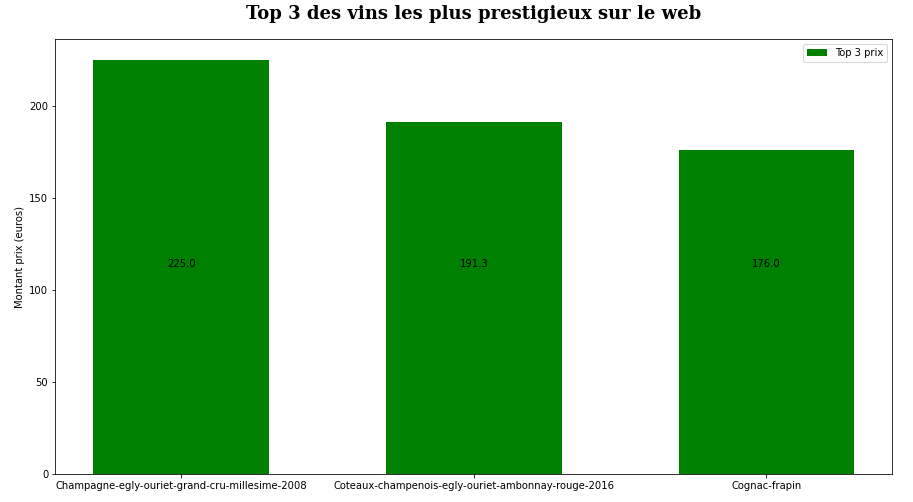 Top 3 des vins les plus prestigieux sur le web
Top 3 prix
Montant prix (euros)
200
150
100
50
0
225.0
191.3
176.0
Champagne-egly-ouriet-grand-cru-millesime-2008
Coteaux-champenois-egly-ouriet-ambonnay-rouge-2016
Cognac-frapin